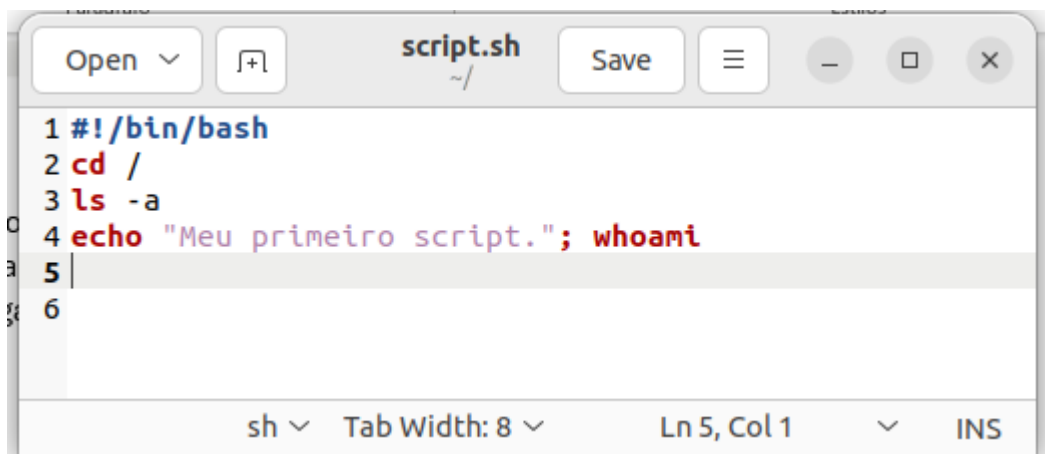 Open
script.sh
~/
Save
1 #!/bin/bash
2 cd /
3 ls -a
4 echo "Meu primeiro script."; whoami
5
6
sh Tab Width: 8 Ln 5, Col 1 INS